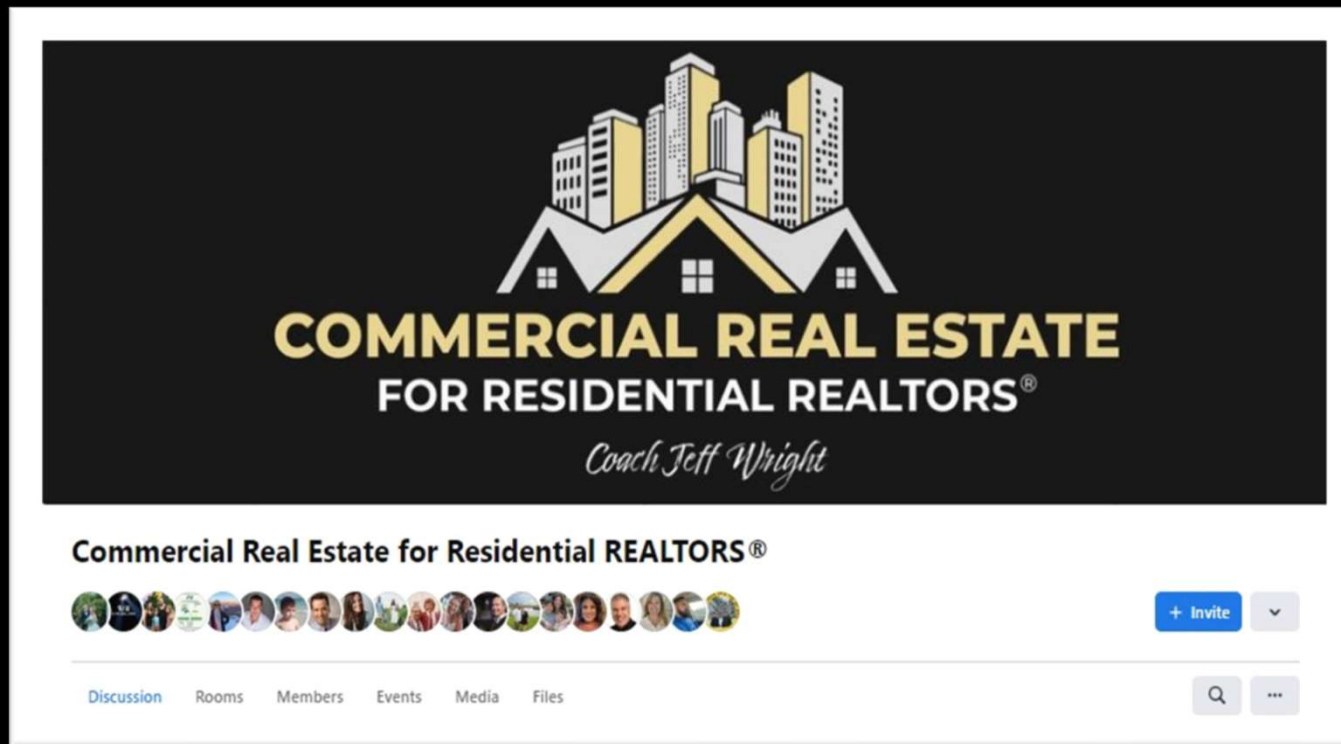 COMMERCIAL REAL ESTATE
FOR RESIDENTIAL REALTORS®
Coach Jeff Wright
Commercial Real Estate for Residential REALTORS®
+ Invite
Discussion Rooms Members Events Media Files